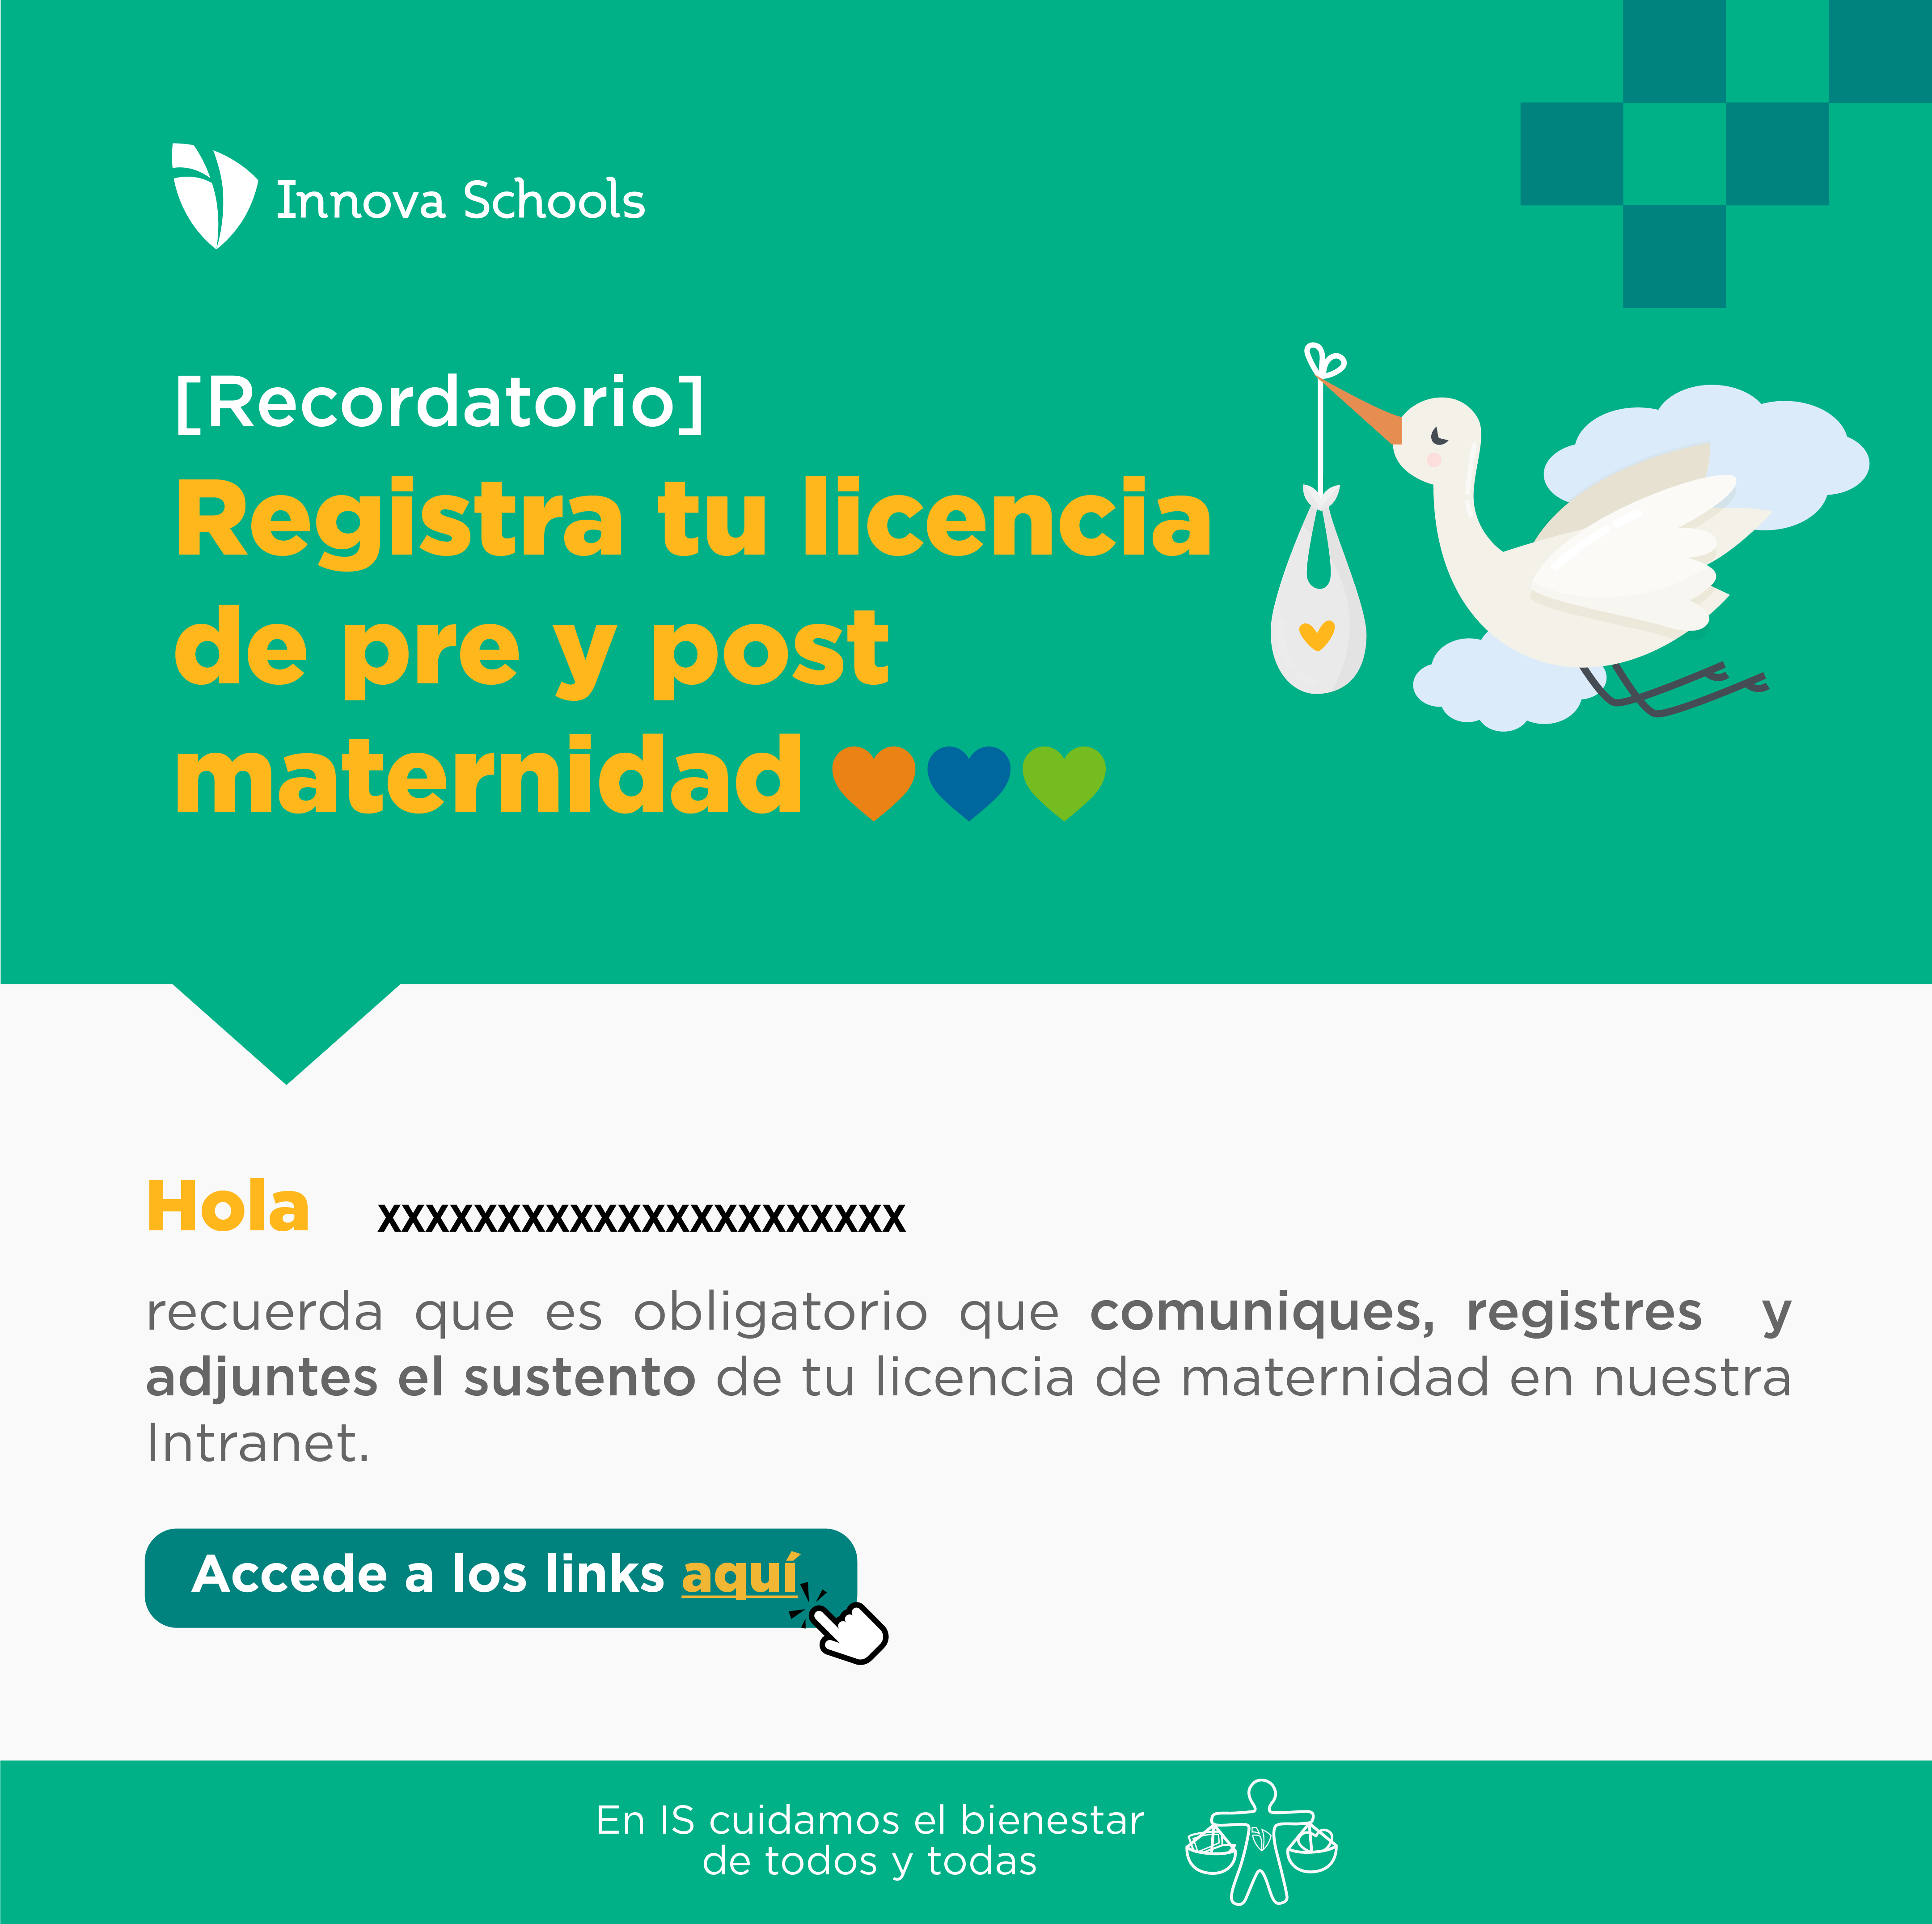 Innova Schools
[Recordatorio]
Registra tu licencia
de pre y post
maternidad
Hola xxxxxxxxxxxxxxxxxxxxxx
recuerda que es obligatorio que comuniques, registres y
adjuntes el sustento de tu licencia de maternidad en nuestra
Intranet.
Accede a los links aquí
En IS cuidamos el bienestar
de todos y todas